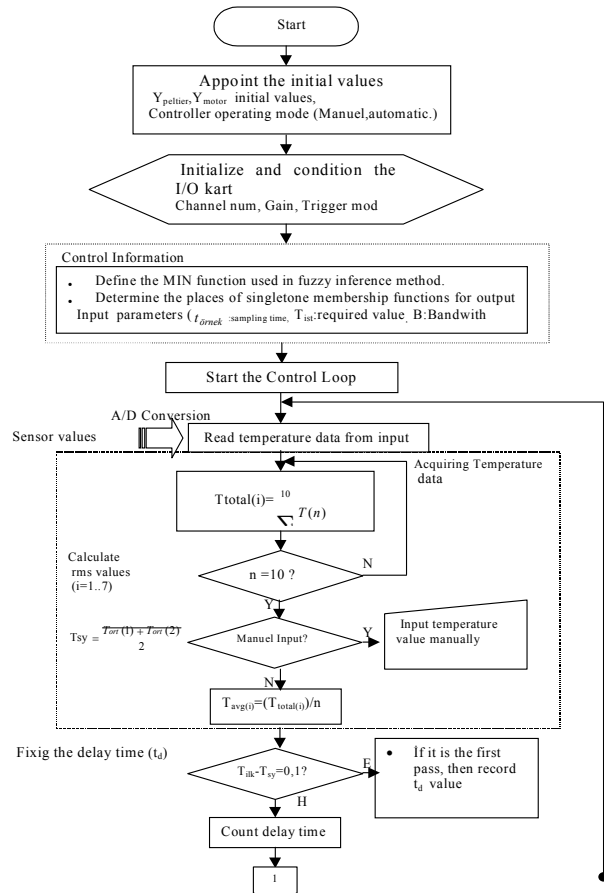 Start
Appoint the initial values
Ypeltier,Ymotor initial values,
Controller operating mode (Manuel,automatic.)
Initialize and condition the
I/O kart
Channel num, Gain, Trigger mod
Control Information
• Define the MIN function used in fuzzy inference method.
• Determine the places of singletone membership functions for output
Input parameters (törnek :sampling time, Tist:required value, B:Bandwith
Start the Control Loop
A/D Conversion
Sensor values
Read temperature data from input
Acquiring Temperature
data
Ttotal(i)= 10
∑ T(n)
Calculate
rms values
(i=1..7)
n =10 ?
N
Y
Tsy = Tort (1) + Tort (2)
2
Manuel Input?
Y
Input temperature
value manually
N
Tavg(i)=(Ttotal(i))/n
Fixig the delay time (td)
Tilk-Tsy=0,1?
E
• İf it is the first
pass, then record
td value
H
Count delay time
1